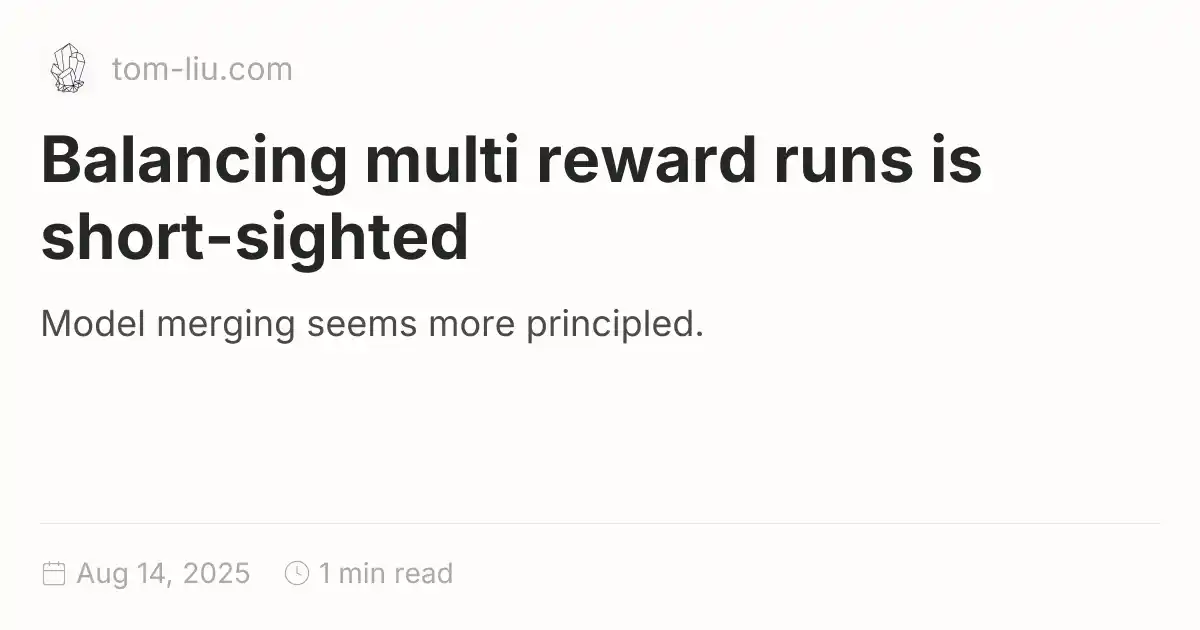 tom-liu.com
Balancing multi reward runs is
short-sighted
Model merging seems more principled.
Aug 14, 2025 1 min read